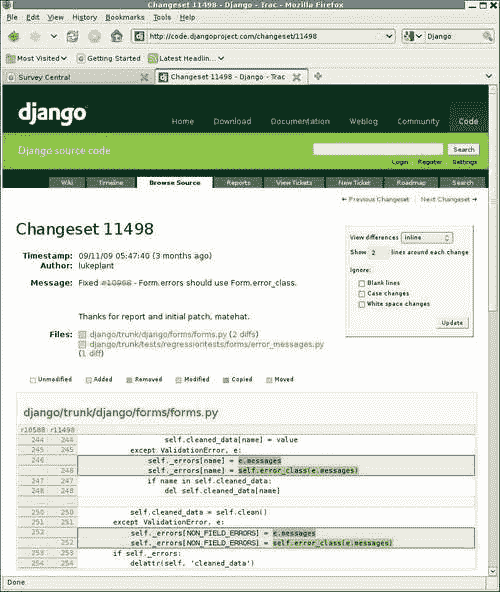 Changeset 11498 - Django - Trac - Mozilla Firefox
File Edit View History Bookmarks Tools Help
http://code.djangoproject.com/changeset/11498
Django
Most Visited Getting Started Latest Headlin...
Survey Central Changeset 11498 - Django - Trac
django
Home Download Documentation Weblog Community Code
Django source code
Search
Login Register Settings
Wiki Timeline Browse Source Reports View Tickets New Ticket Roadmap Search
← Previous Changeset Next Changeset →
Changeset 11498
View differences inline
Show 2 lines around each change
Ignore:
Blank lines
Case changes
White space changes
Update
Timestamp: 09/11/09 05:47:40 (3 months ago)
Author: lukeplant
Message: Fixed #10968 - Form.errors should use Form.error_class.
Thanks for report and initial patch, matehat.
Files: django/trunk/django/forms/forms.py (2 diffs)
django/trunk/tests/regressiontests/forms/error_messages.py
(1 diff)
Unmodified Added Removed Modified Copied Moved
django/trunk/django/forms/forms.py
r10588 r11498
244 244 self.cleaned_data[name] = value
245 245 except ValidationError, e:
246 self._errors[name] = e.messages
246 self._errors[name] = self.error_class(e.messages)
247 247 if name in self.cleaned_data:
248 248 del self.cleaned_data[name]
250 250 self.cleaned_data = self.clean()
251 251 except ValidationError, e:
252 self._errors[NON_FIELD_ERRORS] = e.messages
252 self._errors[NON_FIELD_ERRORS] = self.error_class(e.messages)
253 253 if self._errors:
254 254 delattr(self, 'cleaned_data')
Done